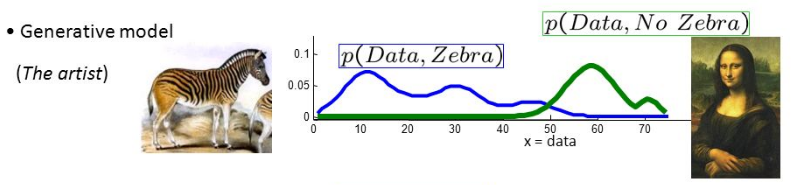 • Generative model
(The artist)
p(Data, Zebra)
p(Data, No Zebra)
0.1
0.05
0
0 10 20 30 40 50 60 70
x = data